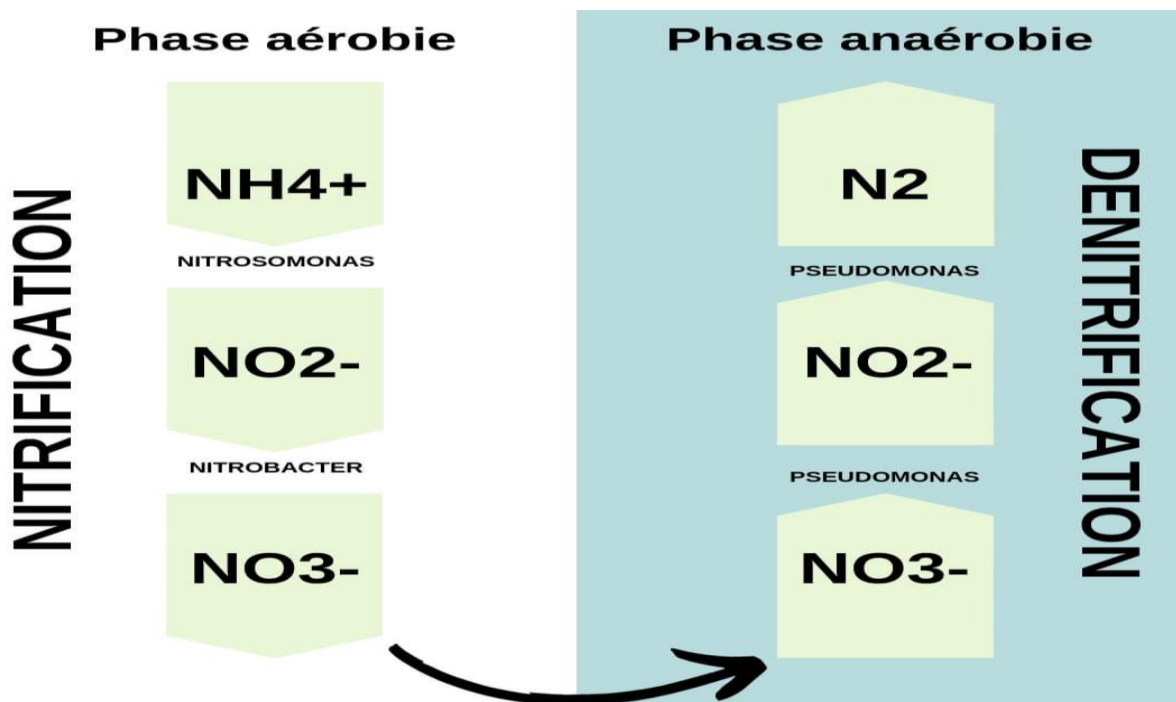 Phase aérobie
NITRIFICATION
NH4+
NITROSOMONAS
NO2-
NITROBACTER
NO3-
Phase anaérobie
N2
PSEUDOMONAS
NO2-
PSEUDOMONAS
NO3-
DENITRIFICATION